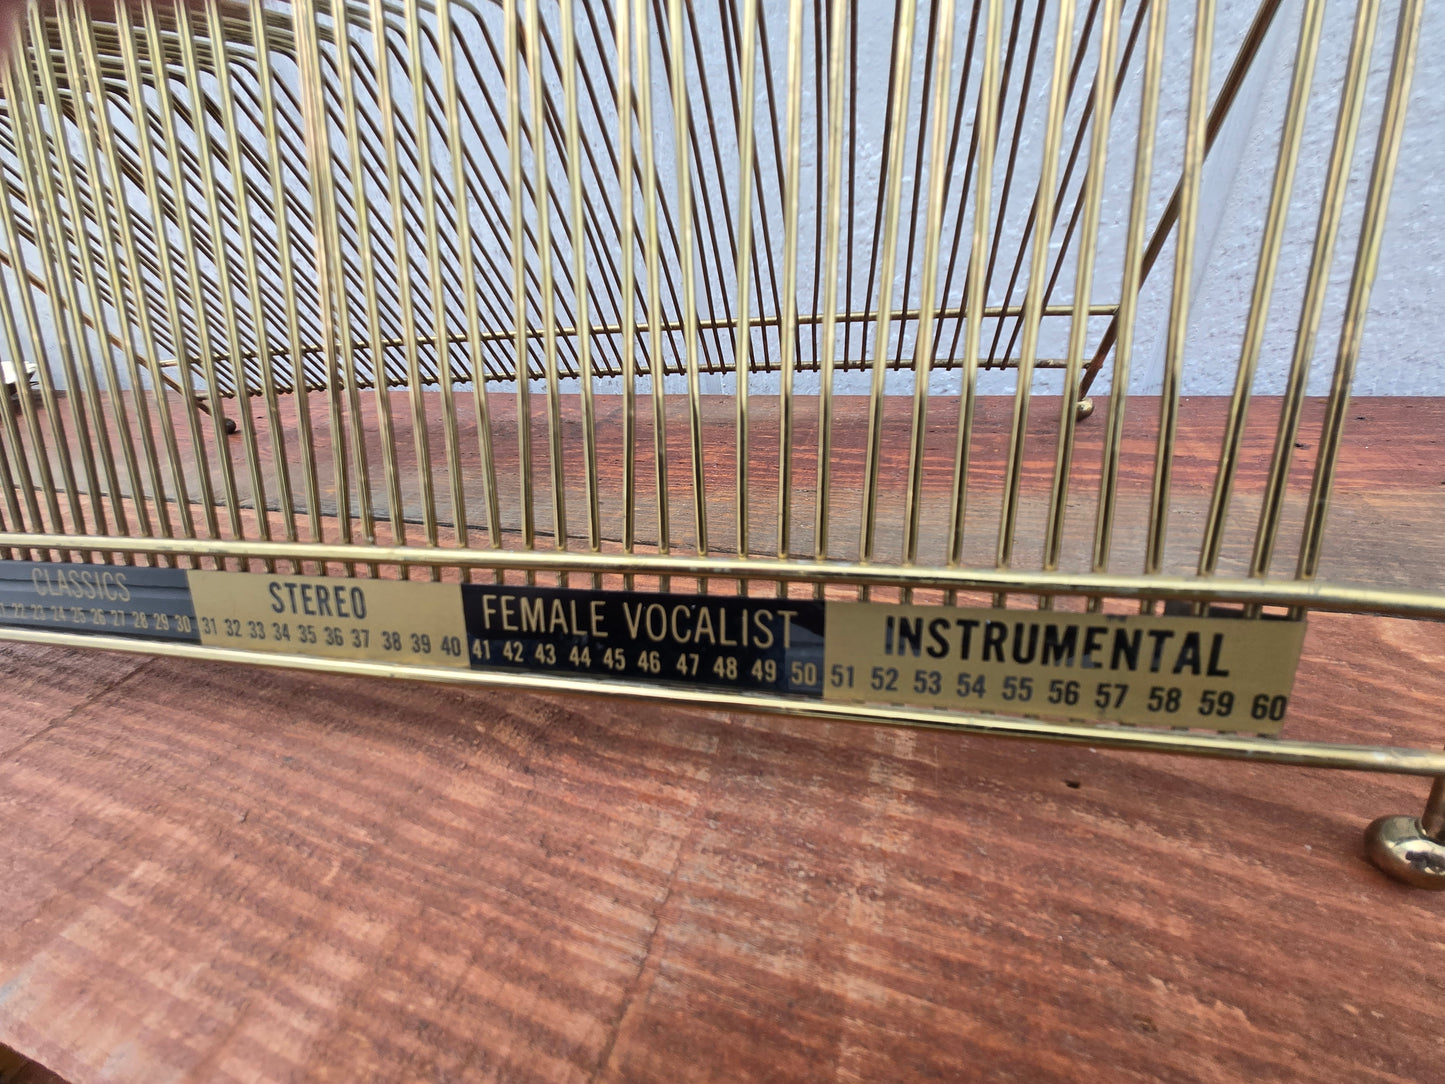 CLASSICS
22 23 24 25 26 27 28 29 30
STEREO
31 32 33 34 35 36 37 38 39 40
FEMALE VOCALIST
41 42 43 44 45 46 47 48 49 50
INSTRUMENTAL
51 52 53 54 55 56 57 58 59 60